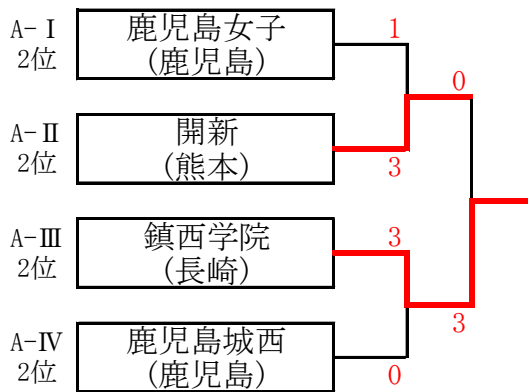 A-Ⅰ
2位
鹿児島女子
(鹿児島)
1
0
A-Ⅱ
2位
開新
(熊本)
3
A-Ⅲ
2位
鎮西学院
(長崎)
3
3
A-Ⅳ
2位
鹿児島城西
(鹿児島)
0